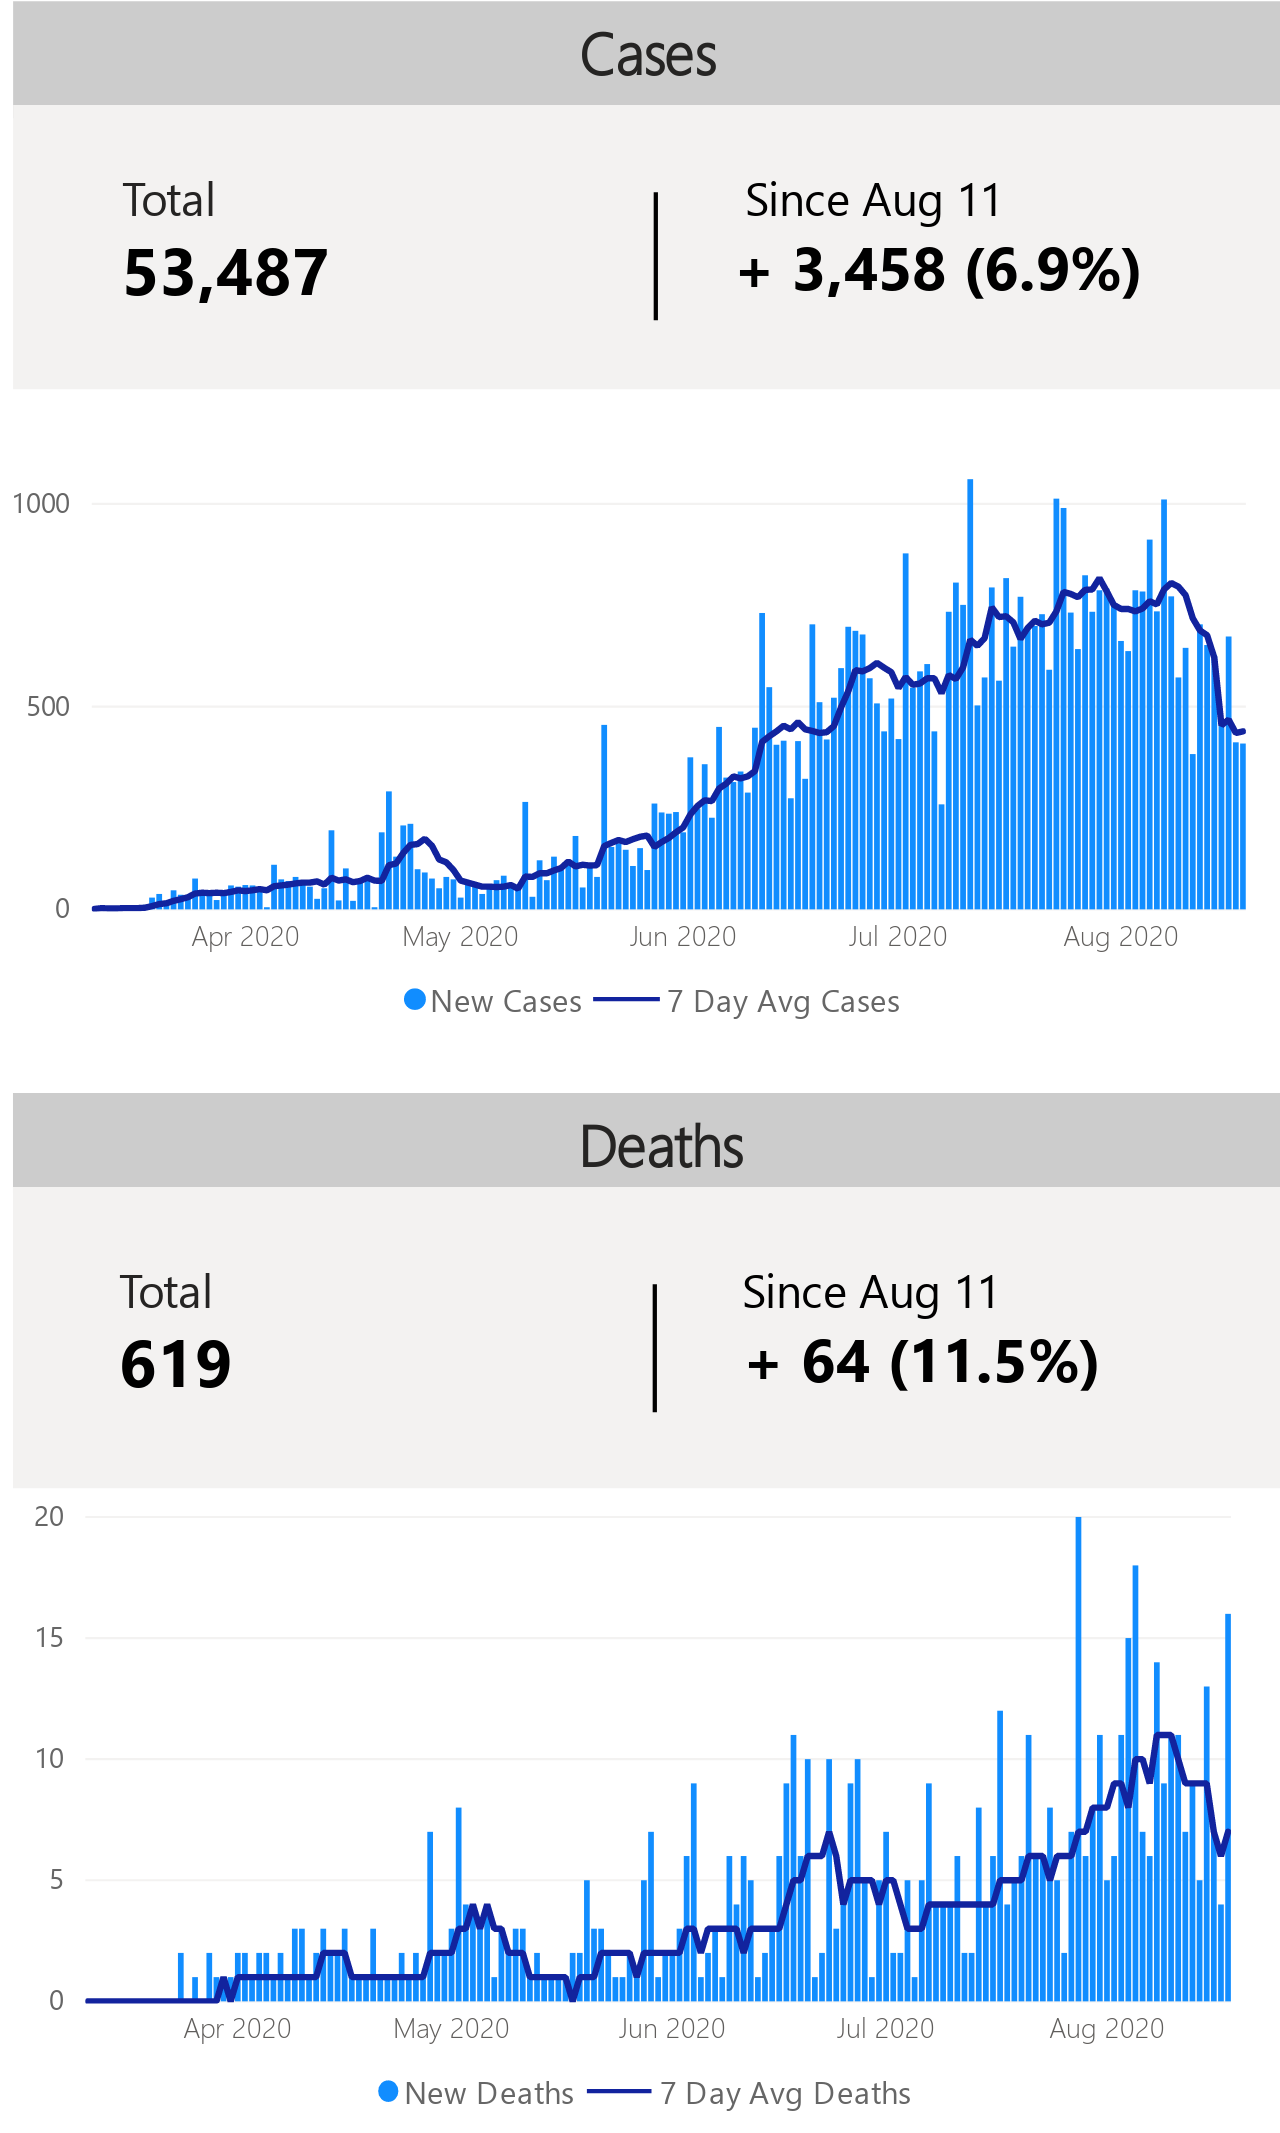 Cases
Total
Since Aug 11
53,487
+ 3,458 (6.9%)
1000
500
0
Apr 2020
May 2020
Jun 2020
Jul 2020
Aug 2020
New Cases
7 Day Avg Cases
Deaths
Total
Since Aug 11
619
+ 64 (11.5%)
20
15
10
5
0
Apr 2020
May 2020
Jun 2020
Jul 2020
Aug 2020
New Deaths
7 Day Avg Deaths